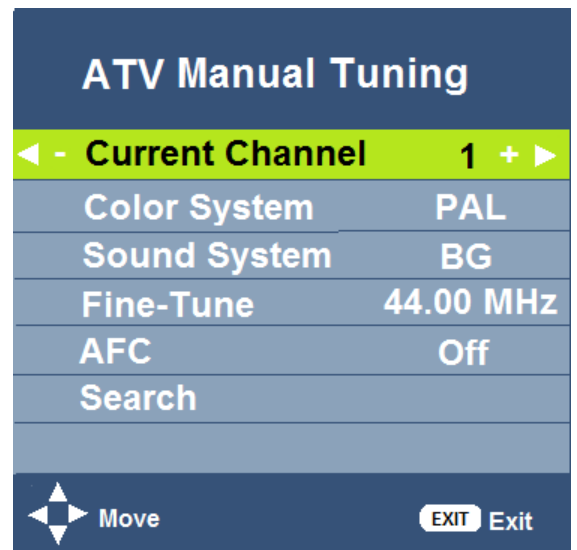 ATV Manual Tuning
- Current Channel 1 +
Color System PAL
Sound System BG
Fine-Tune 44.00 MHz
AFC Off
Search
Move EXIT Exit